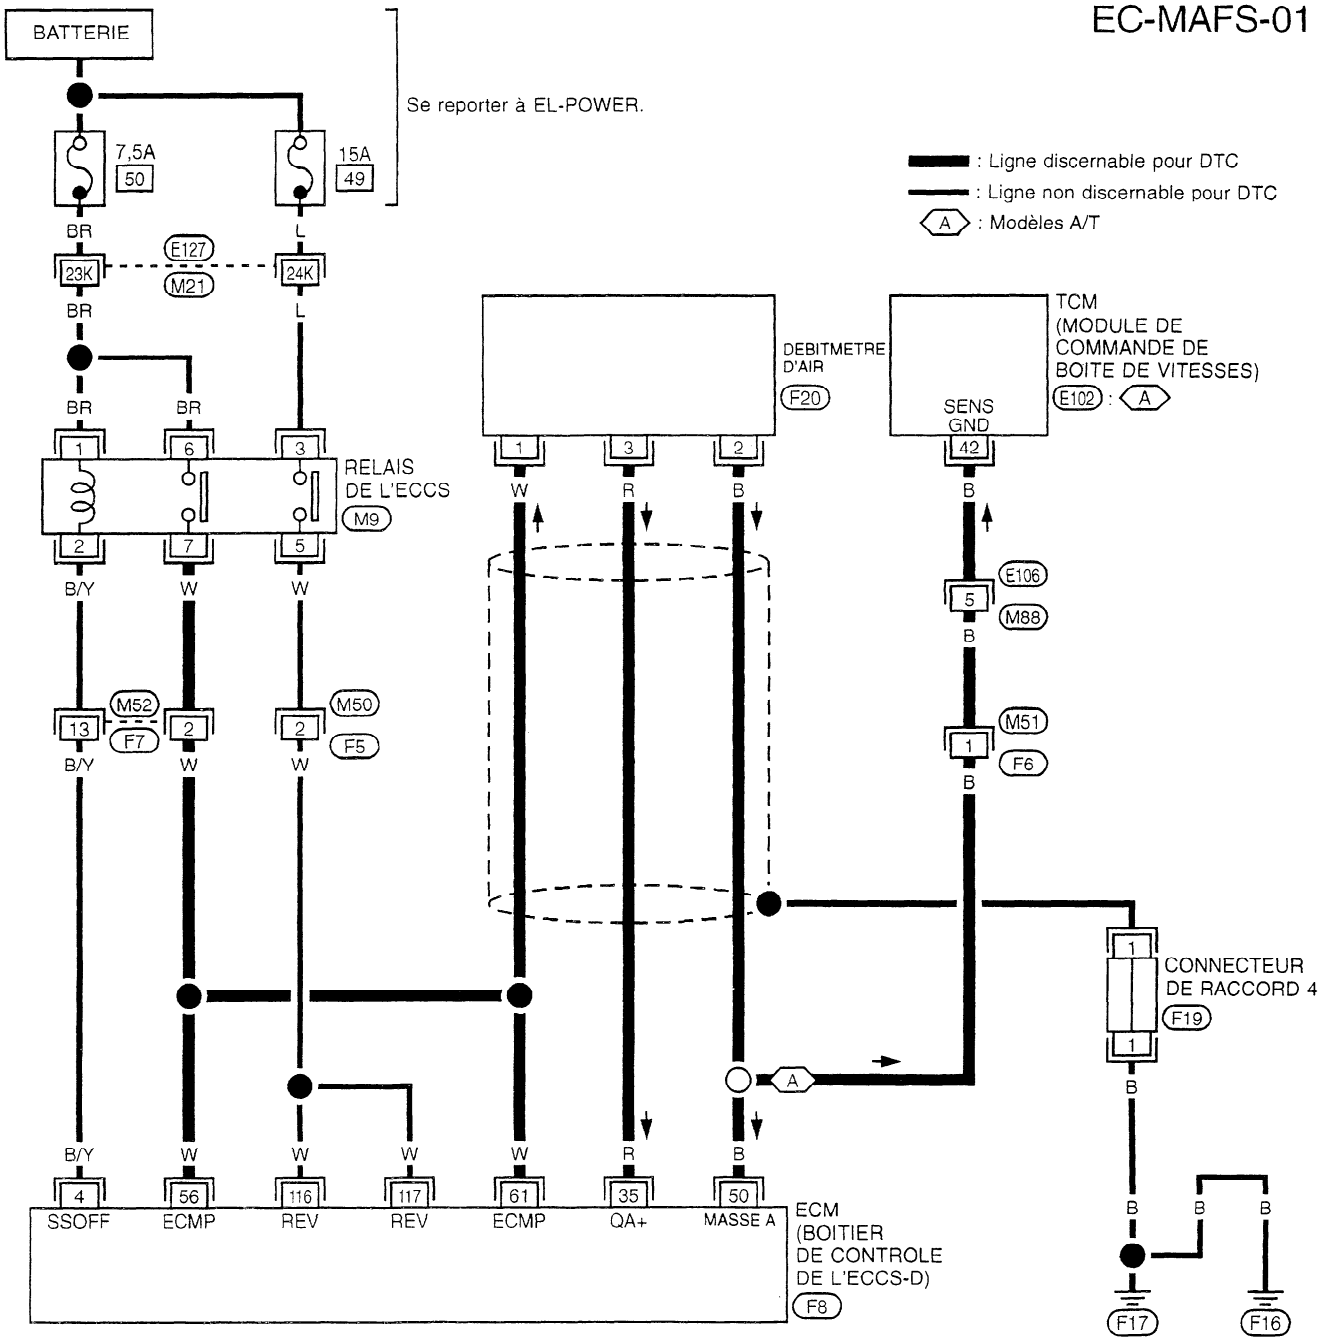 EC-MAFS-01
BATTERIE
Se reporter à EL-POWER.
7,5A
50
15A
49
: Ligne discernable pour DTC
: Ligne non discernable pour DTC
A : Modèles A/T
BR
L
E127
23K
24K
M21
BR
L
BR
BR
1
6
3
RELAIS
DE L'ECCS
M9
2
7
5
B/Y
W
W
DEBITMETRE
D'AIR
F20
1
3
2
W
R
B
TCM
(MODULE DE
COMMANDE DE
BOITE DE VITESSES)
E102 : A
SENS
GND
42
B
E106
5
M88
B
M52
M50
13
2
2
F7
F5
B/Y
W
W
M51
1
F6
B
1
CONNECTEUR
DE RACCORD 4
F19
1
B
A
B/Y
W
W
W
W
R
B
4
56
116
117
61
35
50
SSOFF
ECMP
REV
REV
ECMP
QA+
MASSE A
ECM
(BOITIER
DE CONTROLE
DE L'ECCS-D)
F8
B
B
B
F17
F16